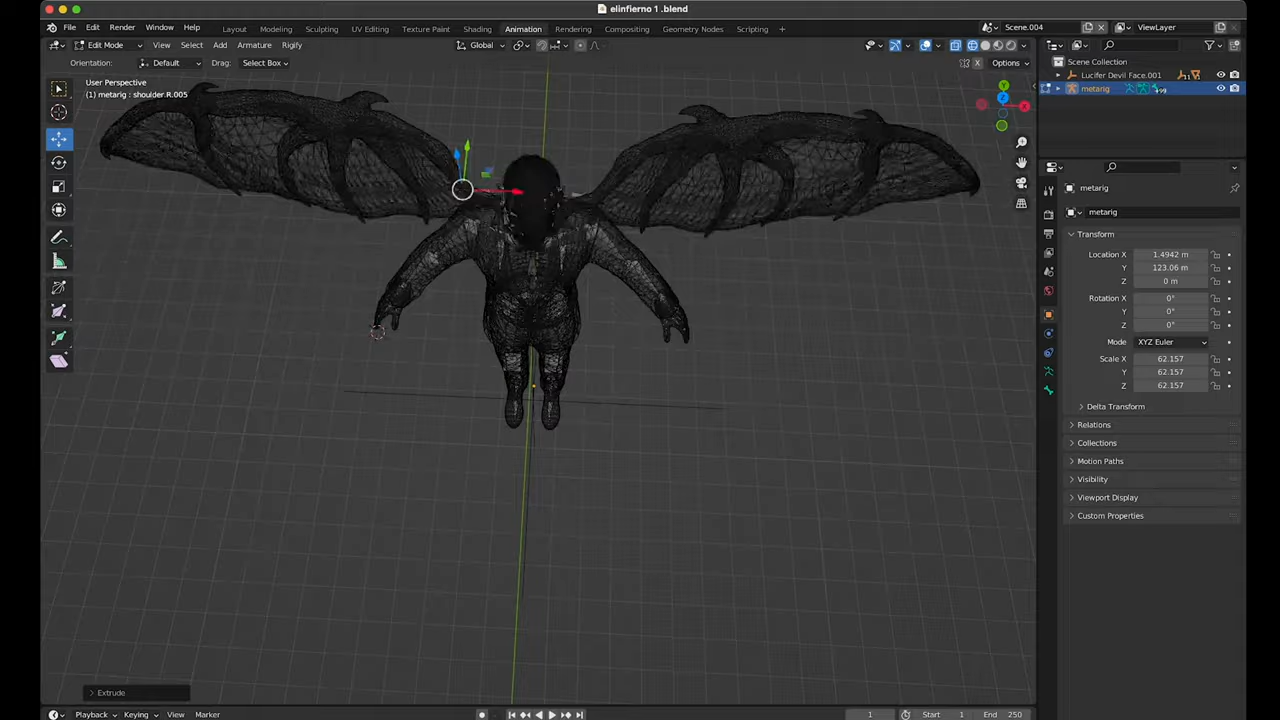 elinfierno 1 .blend
File Edit Render Window Help Layout Modeling Sculpting UV Editing Texture Paint Shading Animation Rendering Compositing Geometry Nodes Scripting + Scene.004 ViewLayer
Edit Mode View Select Add Armature Rigify Global
Orientation: Default Drag: Select Box X Options
User Perspective
(1) metarig : shoulder.R.005
Scene Collection
Lucifer Devil Face.001
metarig
metarig
metarig
Transform
Location X 1.4942 m
Y 123.06 m
Z 0 m
Rotation X 0°
Y 0°
Z 0°
Mode XYZ Euler
Scale X 62.157
Y 62.157
Z 62.157
Delta Transform
Relations
Collections
Motion Paths
Visibility
Viewport Display
Custom Properties
Extrude
Playback Keying View Marker 1 Start 1 End 250